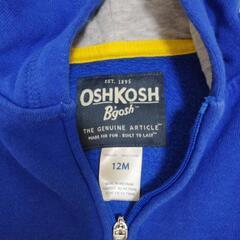 EST. 1895
OSHKOSH
B'gosh
THE GENUINE ARTICLE
MADE FOR FUN · BUILT TO LAST
12M